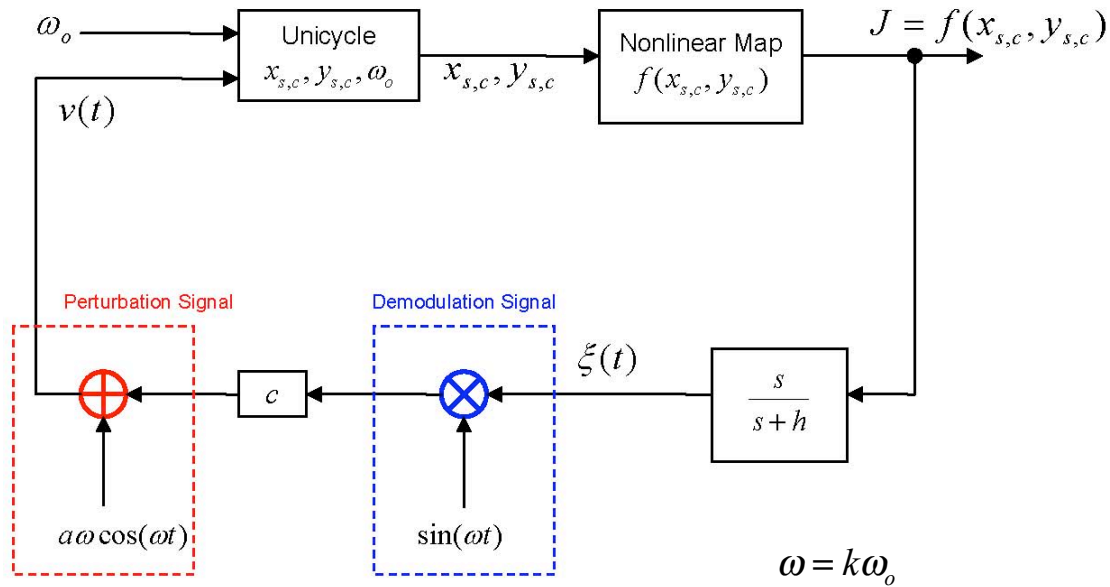 ω_o
Unicycle
x_{s,c}, y_{s,c}, ω_o
x_{s,c}, y_{s,c}
Nonlinear Map
f(x_{s,c}, y_{s,c})
J = f(x_{s,c}, y_{s,c})
v(t)
Perturbation Signal
Demodulation Signal
ξ(t)
c
s
s + h
aω cos(ωt)
sin(ωt)
ω = kω_o